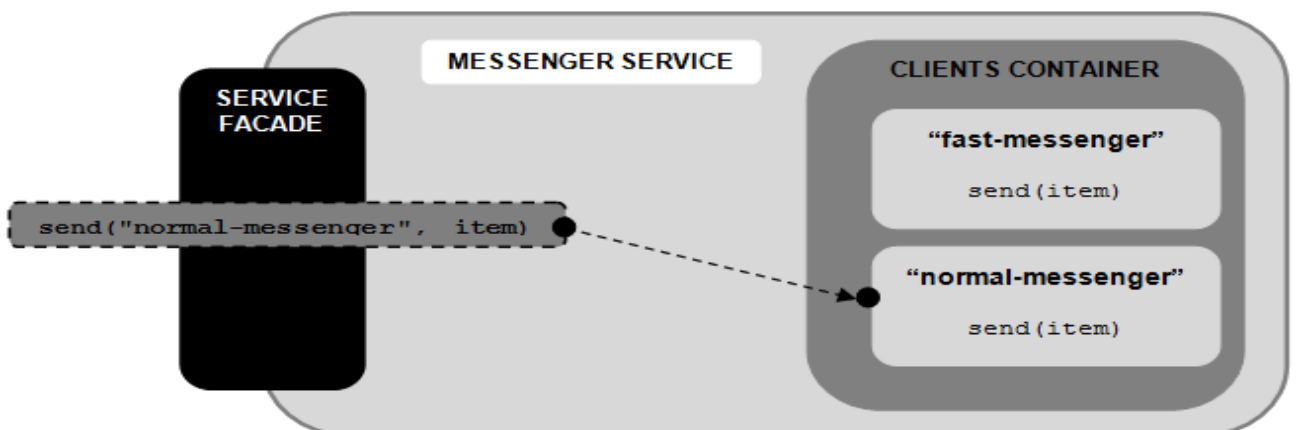 MESSENGER SERVICE
CLIENTS CONTAINER
SERVICE
FACADE
“fast-messenger”
send(item)
send("normal-messenger", item)
“normal-messenger”
send(item)